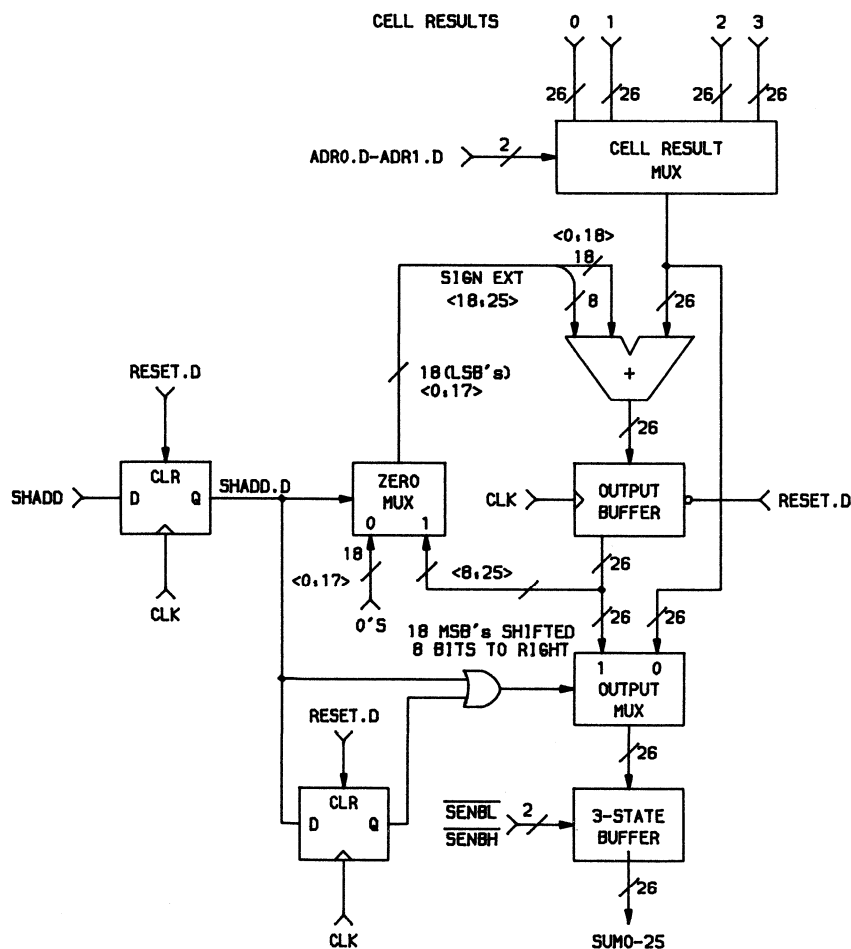 CELL RESULTS 0 1 2 3
26 26 26 26
ADR0.D-ADR1.D 2
CELL RESULT
MUX
<0:18>
18
SIGN EXT
<18:25>
8
26
18(LSB's)
<0:17>
+
26
RESET.D
CLR
SHADD D Q SHADD.D
CLK
ZERO
MUX
0 1
CLK
OUTPUT
BUFFER
RESET.D
18
<0:17>
0'S
<8:25>
26
26
26
18 MSB's SHIFTED
8 BITS TO RIGHT
1 0
OUTPUT
MUX
RESET.D
CLR
D Q
CLK
26
SENBL
SENBH
2
3-STATE
BUFFER
26
SUM0-25